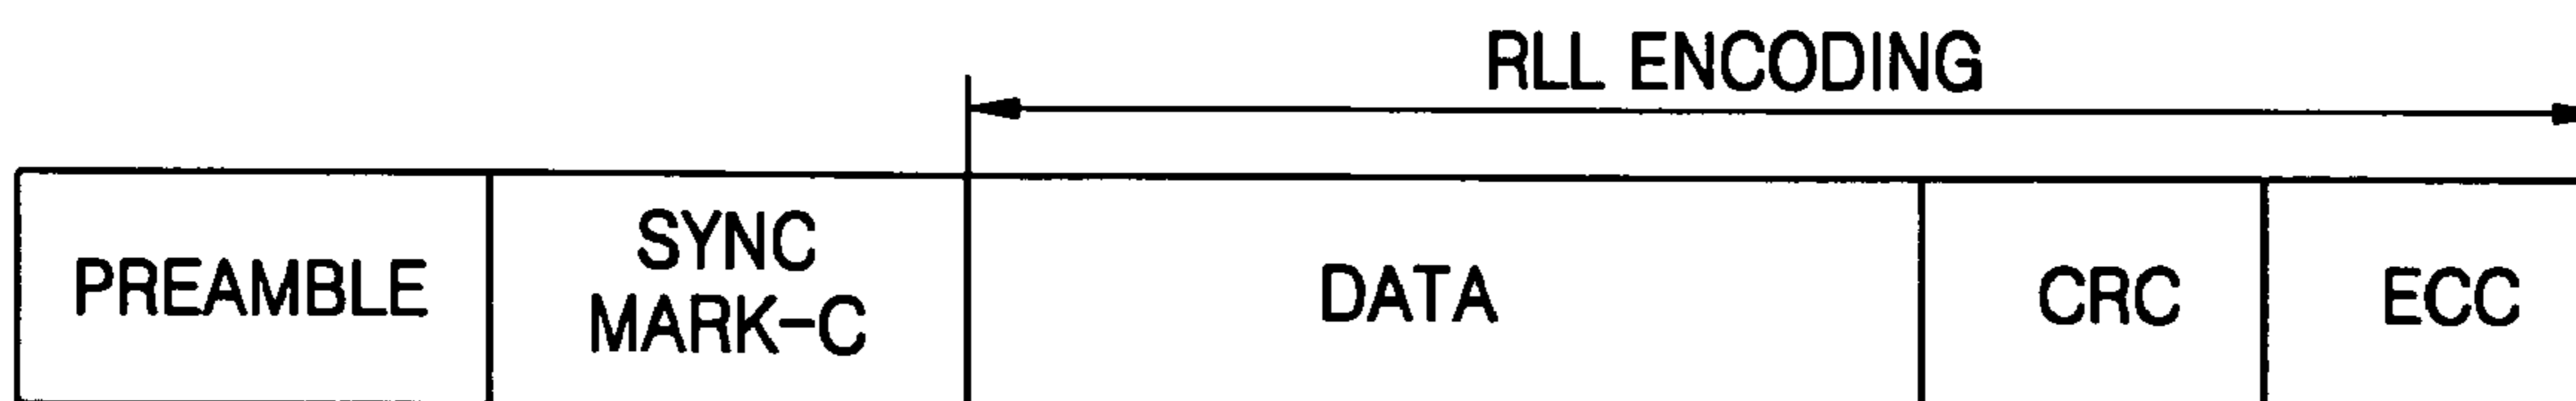 RLL ENCODING
PREAMBLE
SYNC
MARK-C
DATA
CRC
ECC